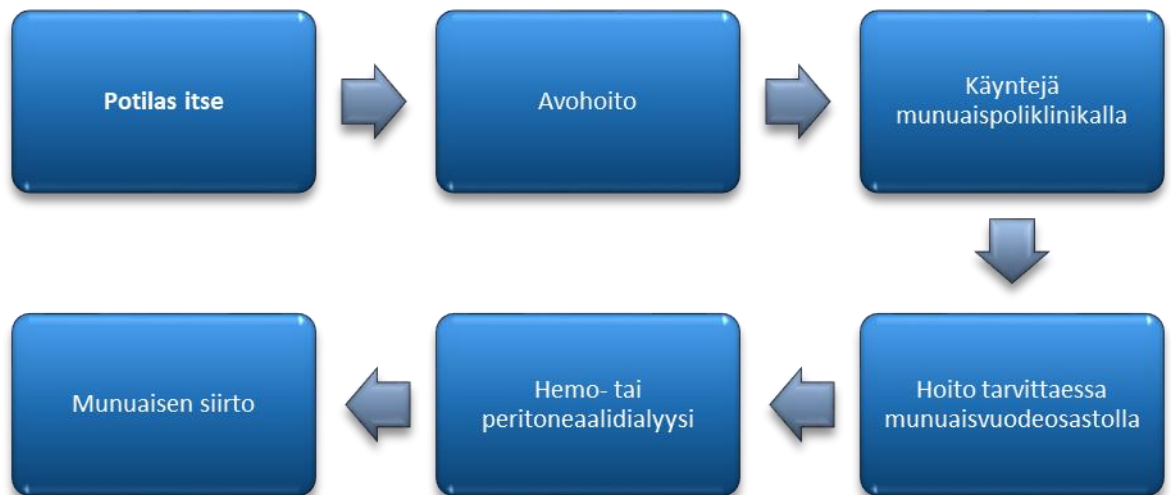 Potilas itse
Avohoito
Käyntejä
munuaispoliklinikalla
Hoito tarvittaessa
munuaisvuodeosastolla
Hemo- tai
peritoneaalidialyysi
Munuaisen siirto